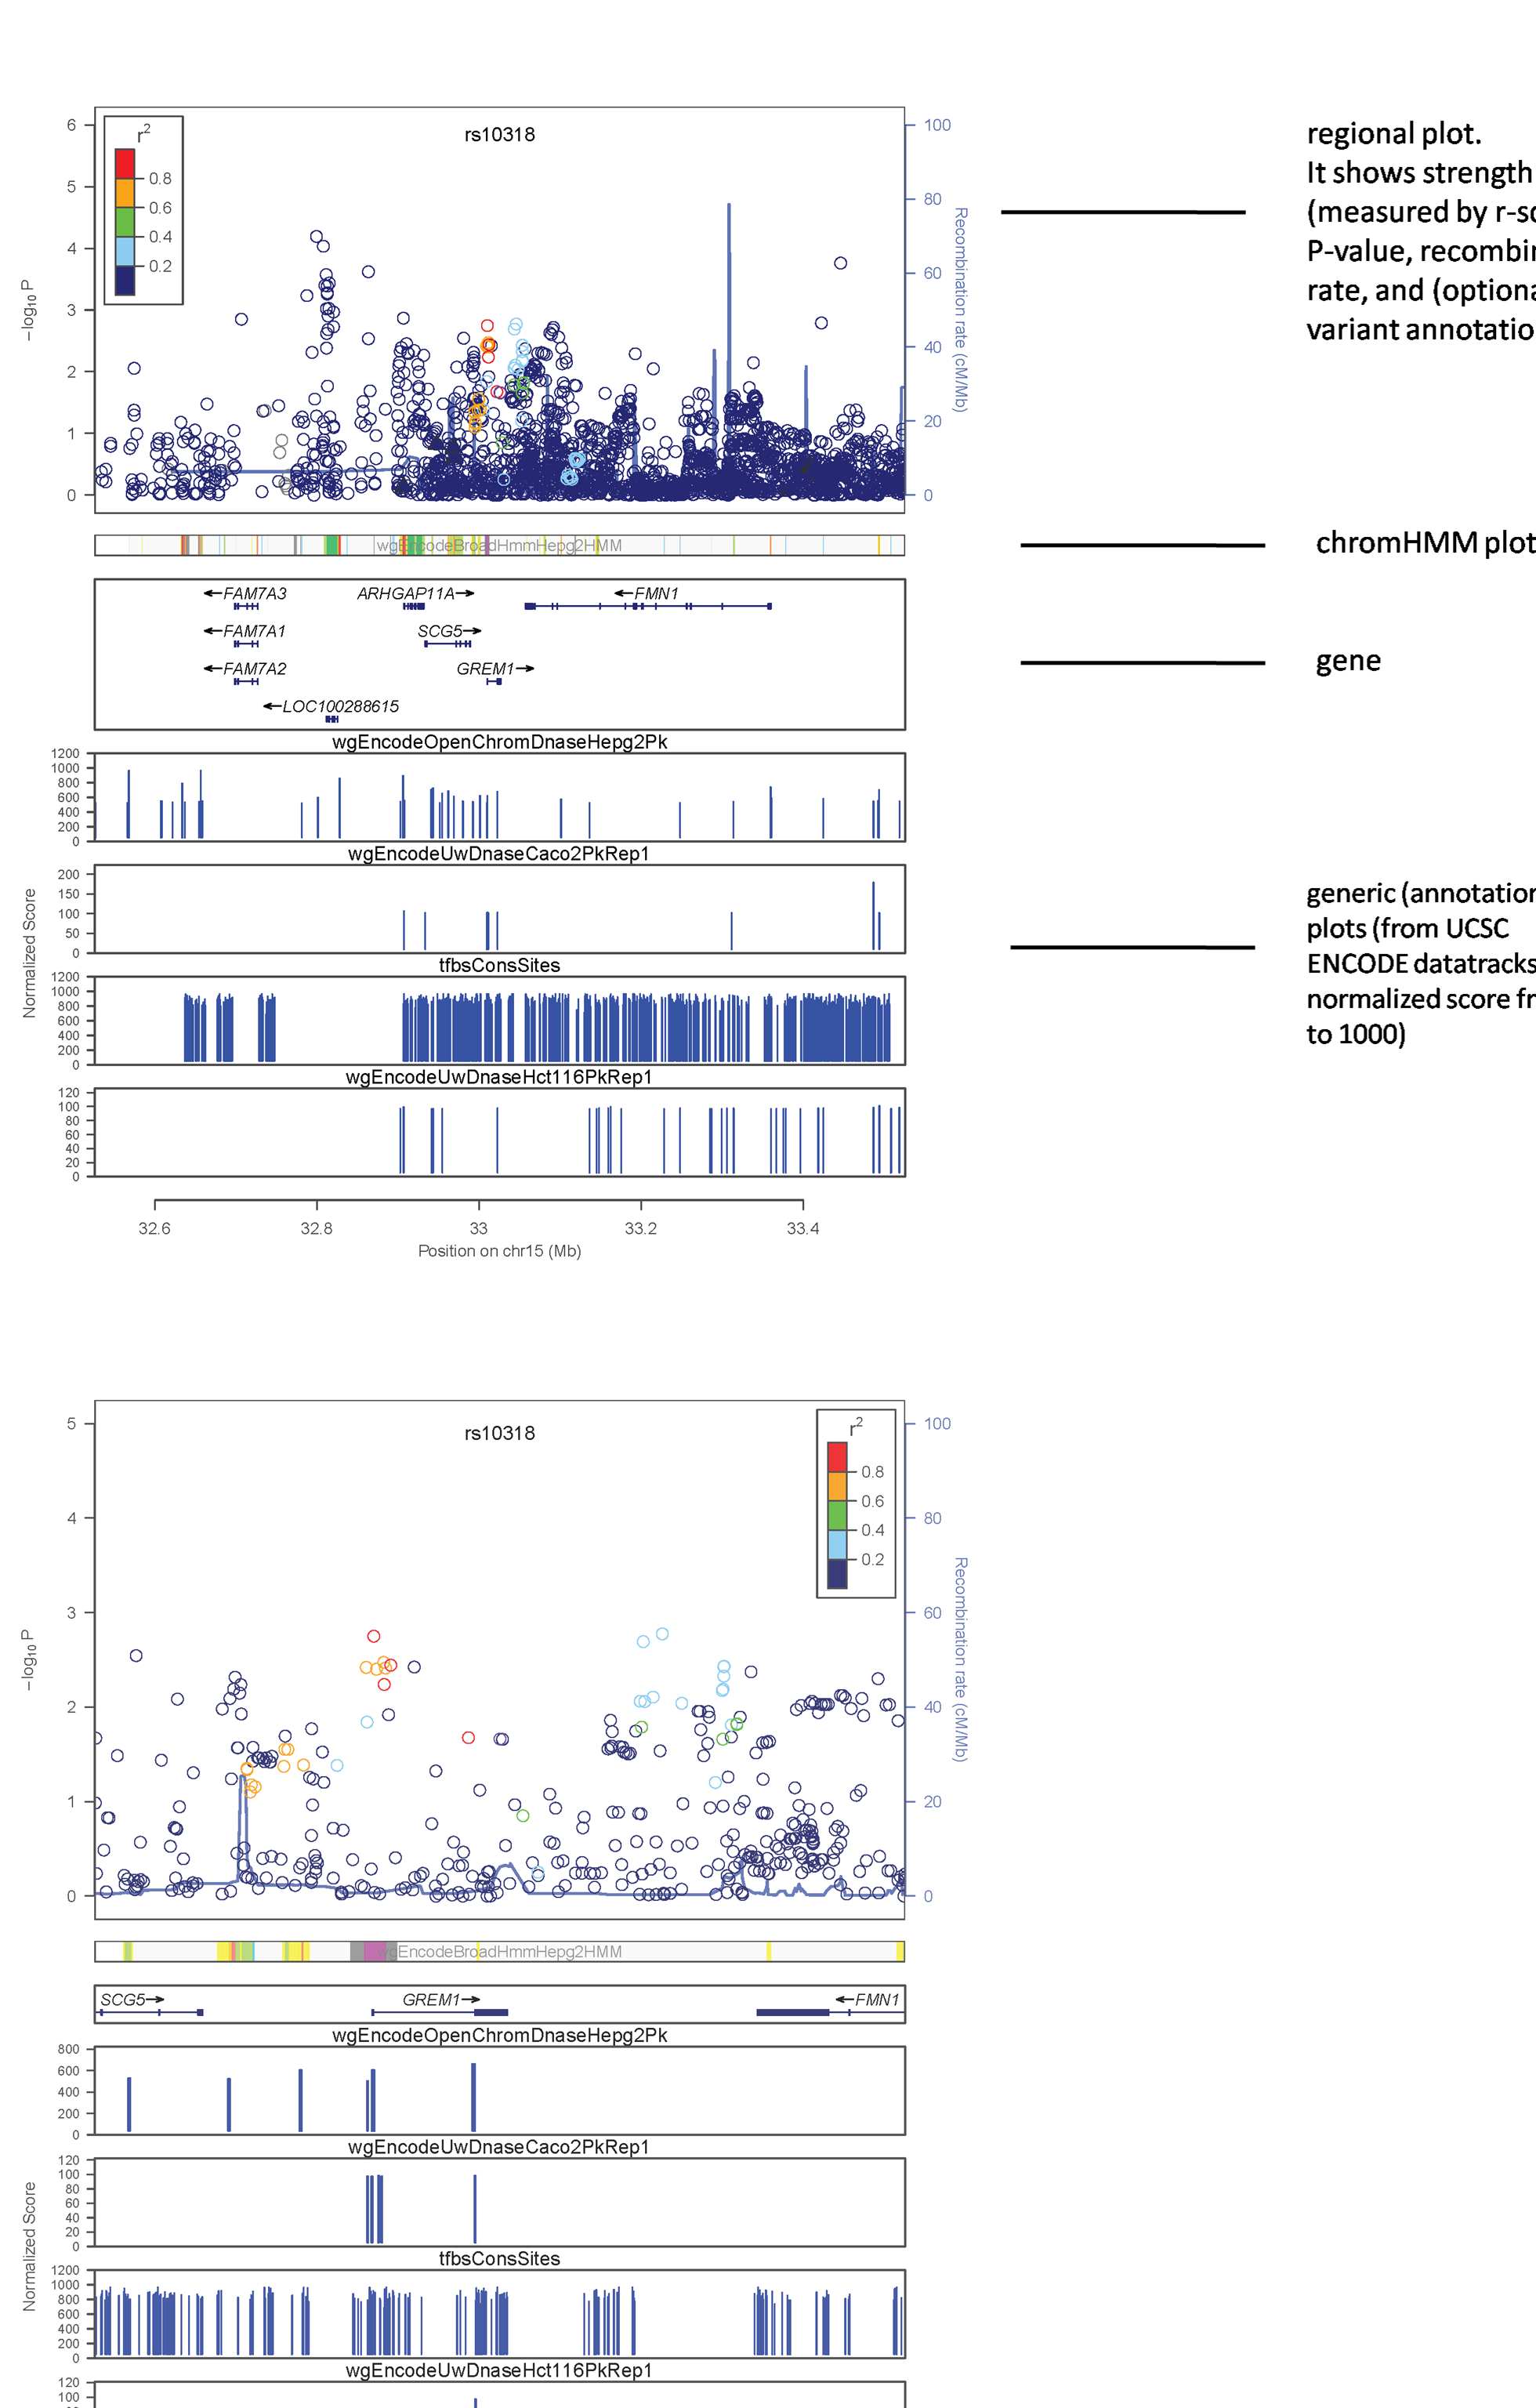 rs10318
r2
0.8
0.6
0.4
0.2
6
5
4
3
2
1
0
−log10 P
100
80
60
40
20
0
Recombination rate (cM/Mb)
regional plot.
It shows strength
(measured by
P-value,
rate, and
variant
wgEncodeBroadHmmHepg2HMM
chromHMM plot
FAM7A3
ARHGAP11A
FMN1
FAM7A1
SCG5
FAM7A2
GREM1
LOC100288615
gene
wgEncodeOpenChromDnaseHepg2Pk
1200
1000
800
600
400
200
0
wgEncodeUwDnaseCaco2PkRep1
200
150
100
50
0
Normalized Score
tfbsConsSites
1200
1000
800
600
400
200
0
wgEncodeUwDnaseHct116PkRep1
120
100
80
60
40
20
0
generic
plots (from UCSC
ENCODE datatracks
normalized score
to 1000)
32.6 32.8 33 33.2 33.4
Position on chr15 (Mb)
rs10318
r2
0.8
0.6
0.4
0.2
5
4
3
2
1
0
−log10 P
100
80
60
40
20
0
Recombination rate (cM/Mb)
wgEncodeBroadHmmHepg2HMM
SCG5
GREM1
FMN1
wgEncodeOpenChromDnaseHepg2Pk
800
600
400
200
0
wgEncodeUwDnaseCaco2PkRep1
120
100
80
60
40
20
0
Normalized Score
tfbsConsSites
1200
1000
800
600
400
200
0
wgEncodeUwDnaseHct116PkRep1
120
100